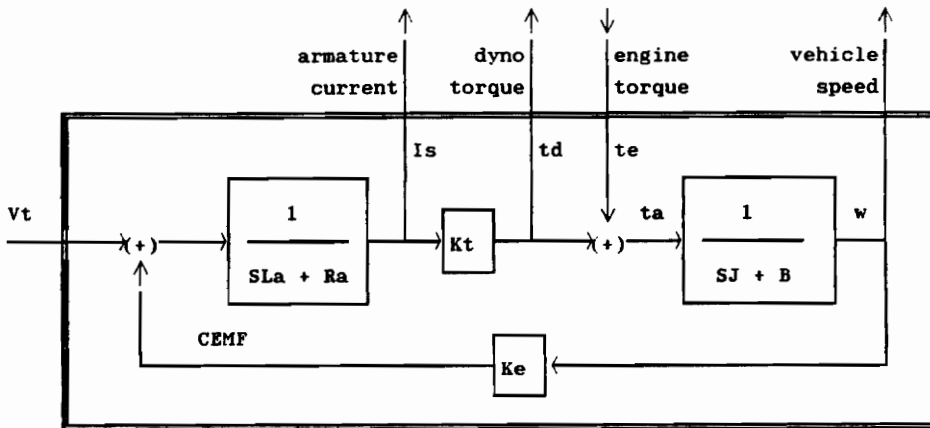 armature dyno engine vehicle
current torque torque speed
Is td te
Vt 1 ta 1 w
(+) Kt (+)
SLa + Ra SJ + B
CEMF
Ke